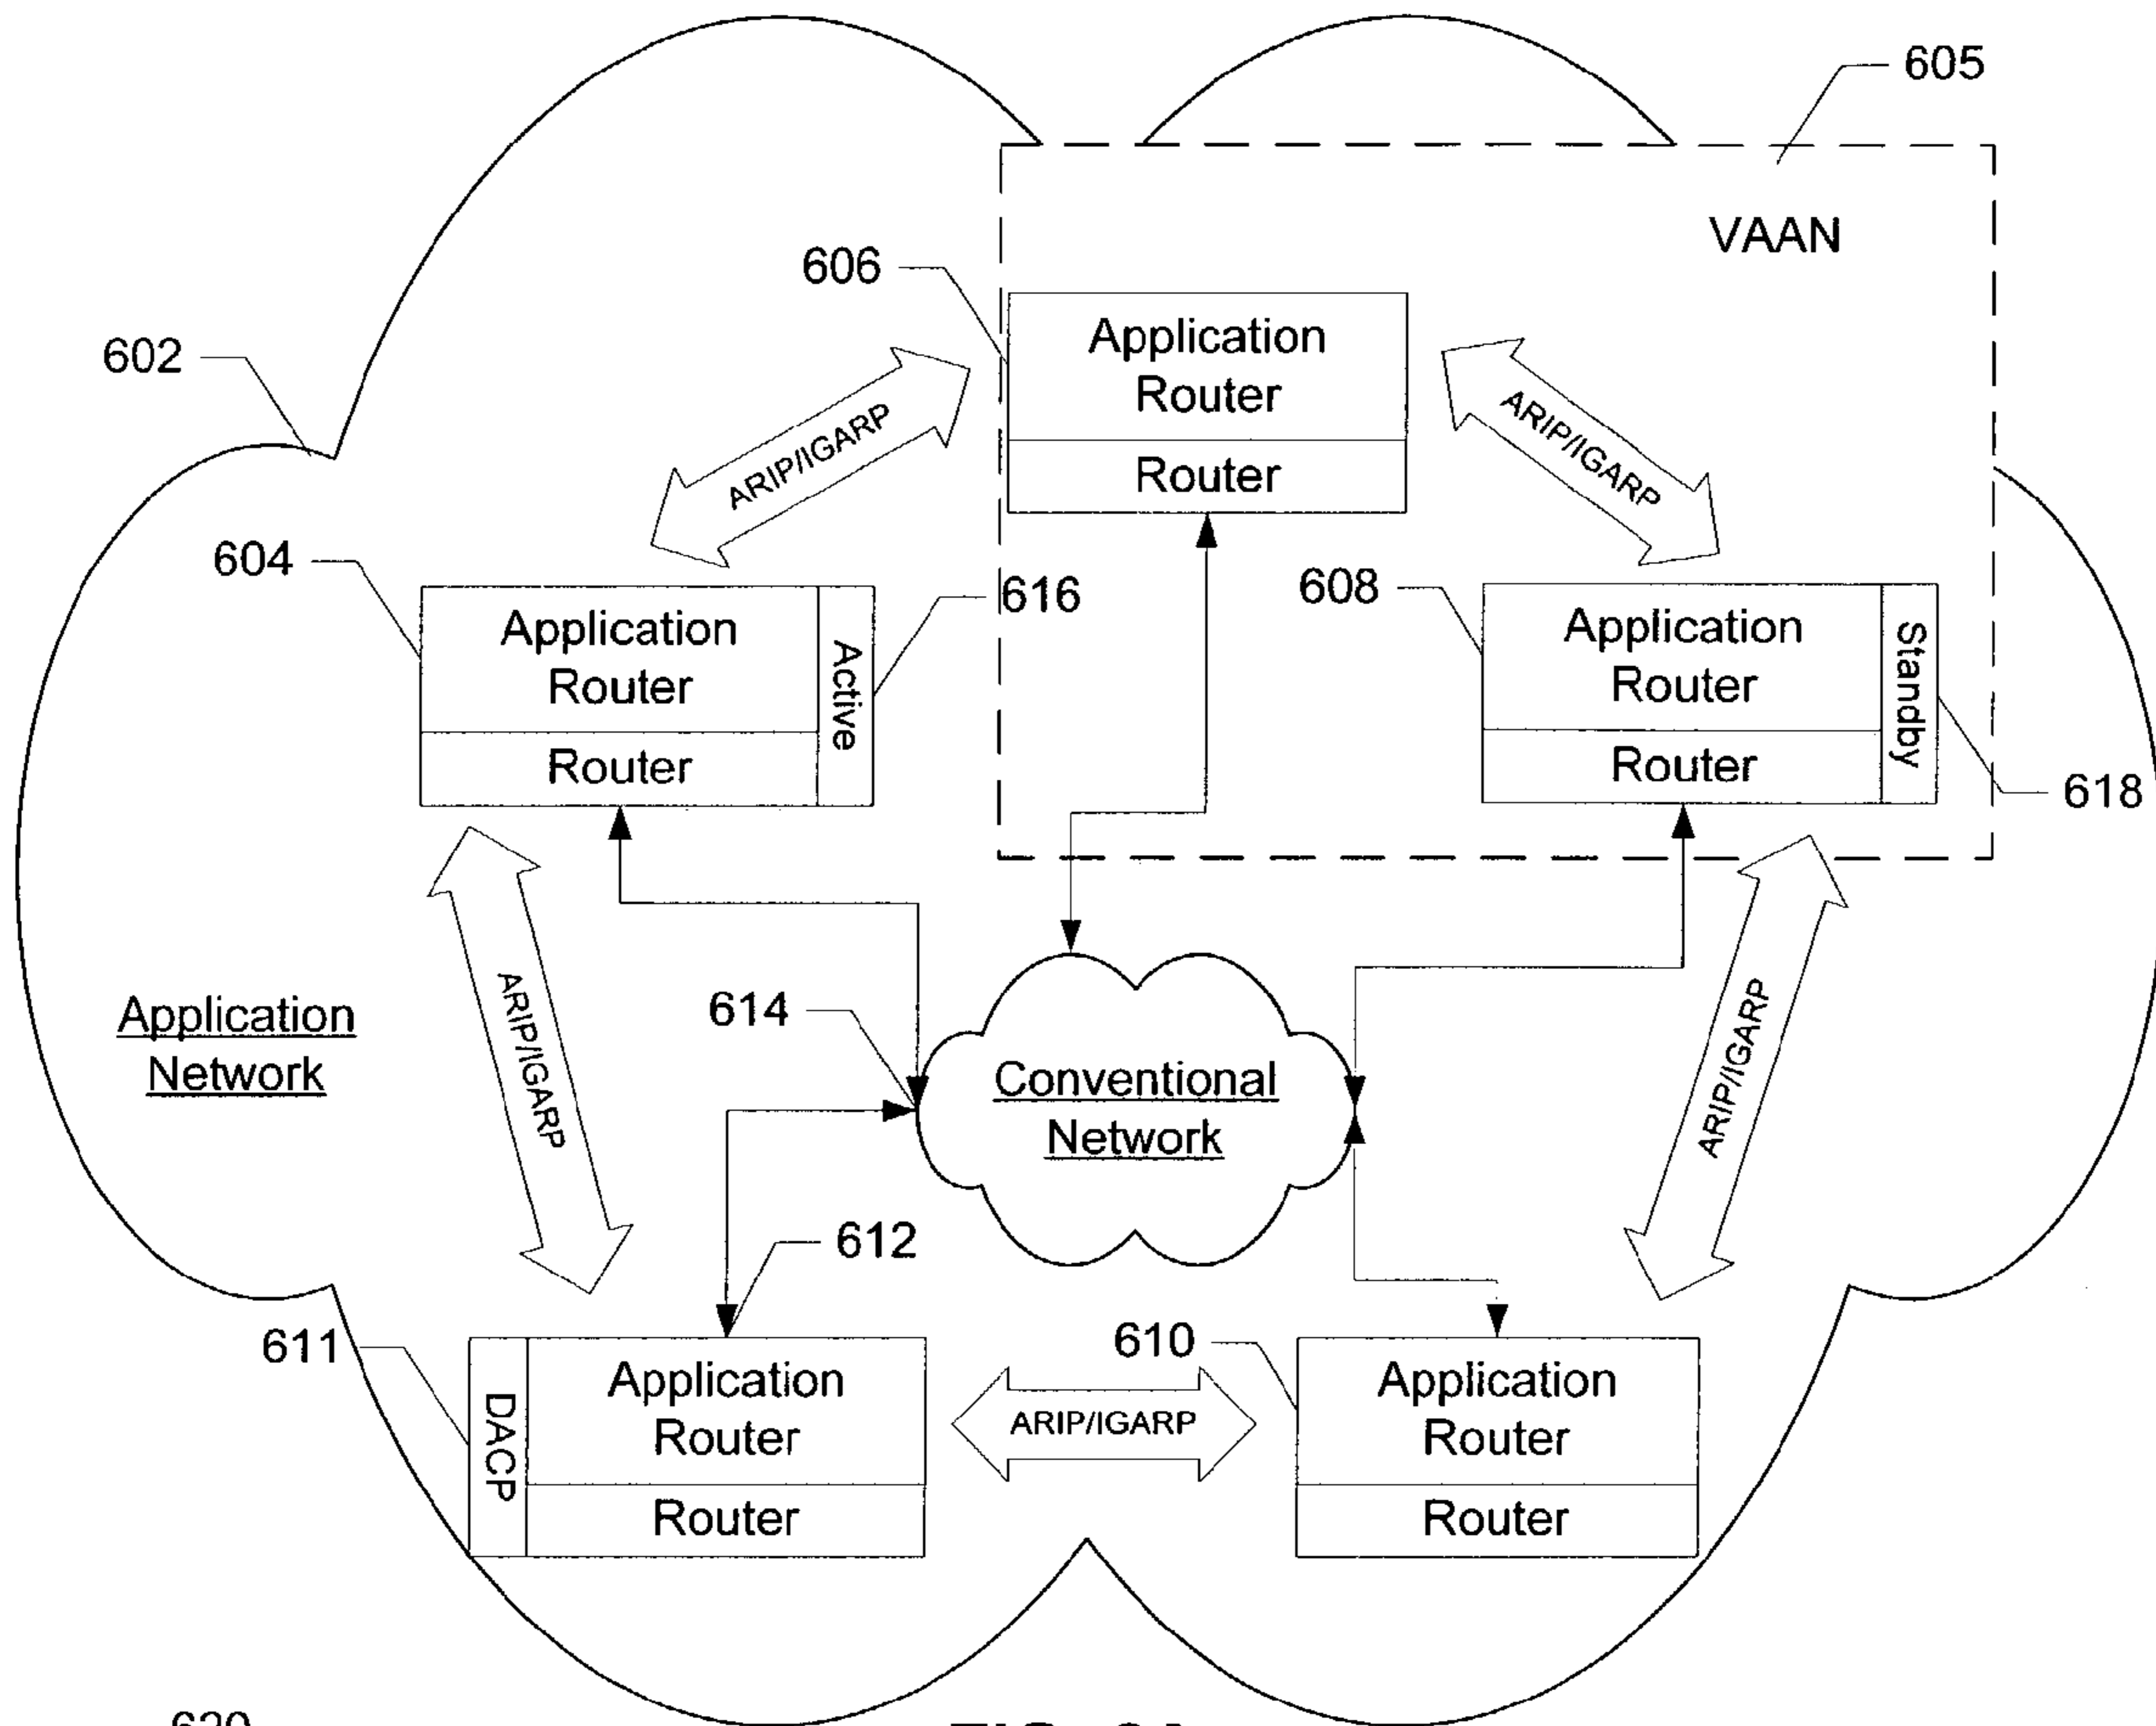 605
VAAN
606
Application
Router
Router
602
ARIP/IGARP
ARIP/IGARP
604
Application
Router
Router
Active
616
608
Application
Router
Router
Standby
618
Application
Network
ARIP/IGARP
614
Conventional
Network
ARIP/IGARP
612
611
DACP
Application
Router
Router
ARIP/IGARP
610
Application
Router
Router